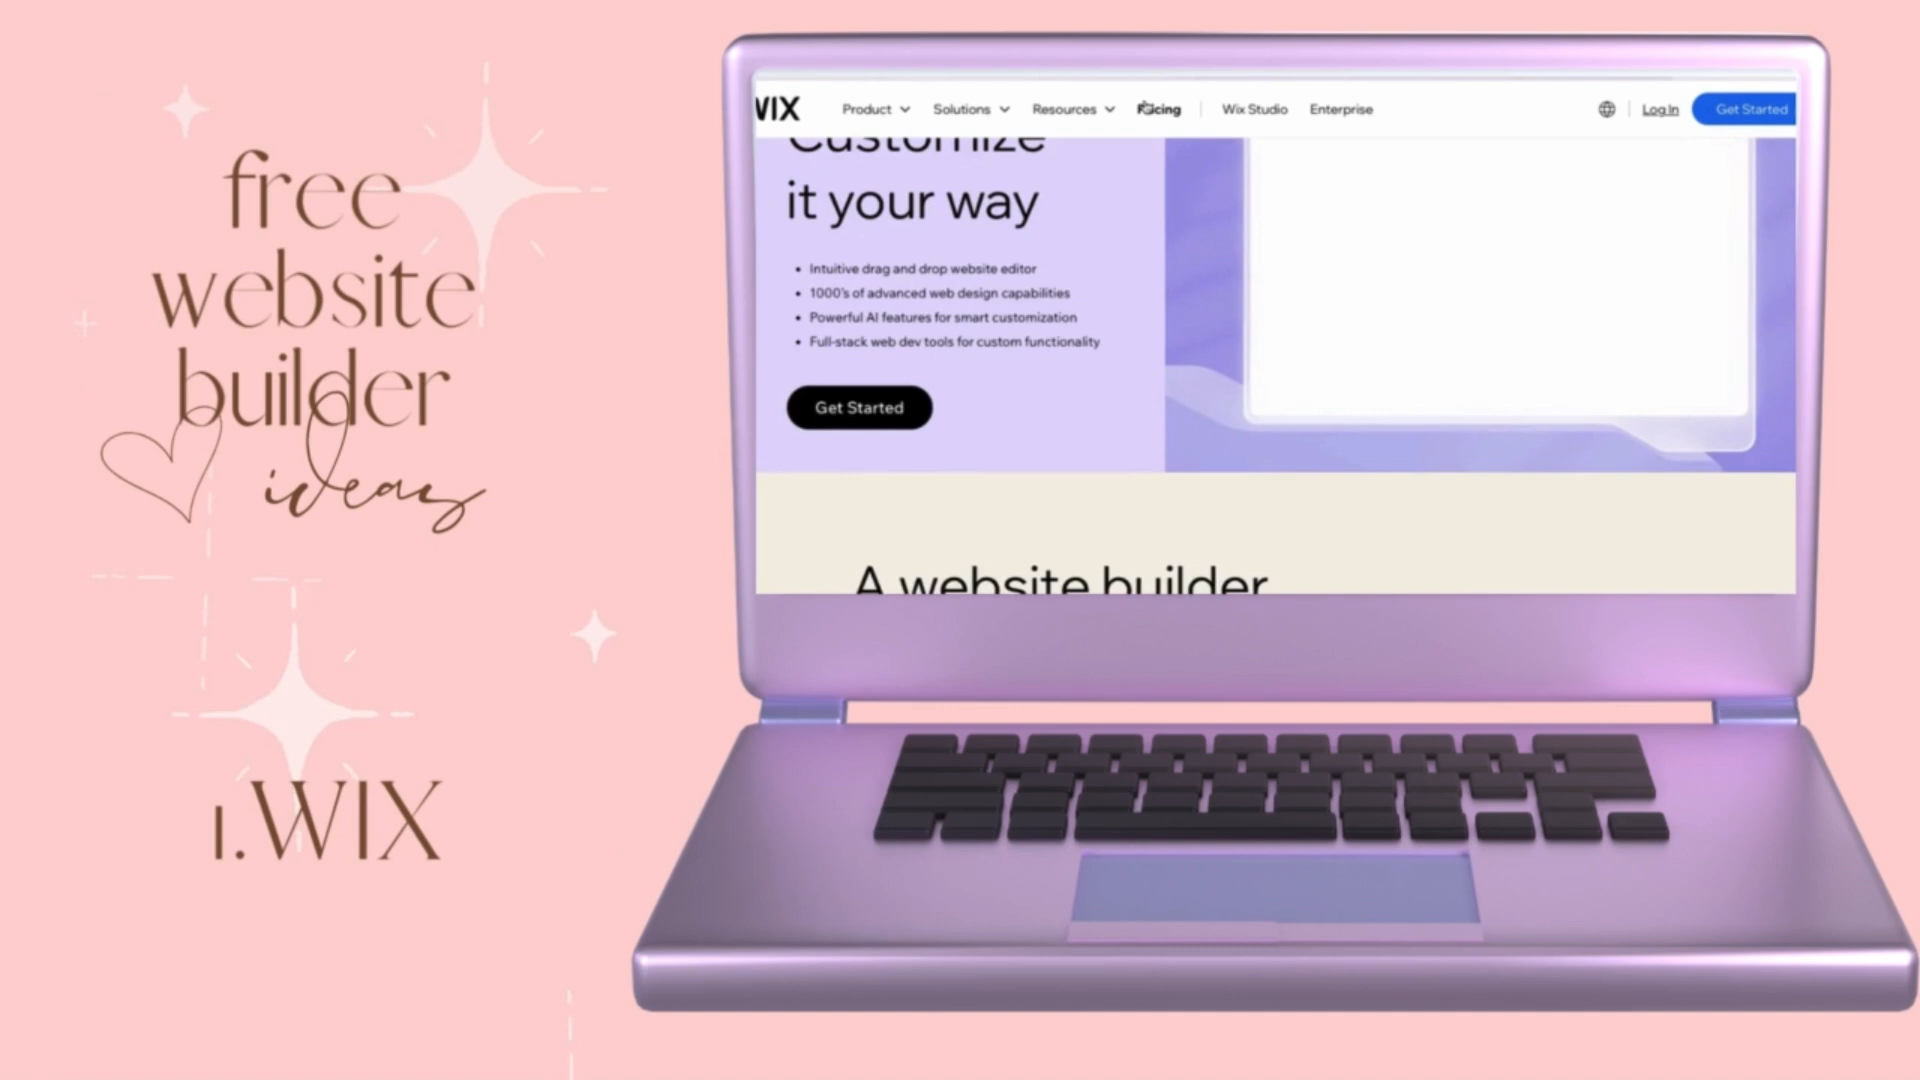 free
website
builder
ideas
1.WIX
WIX Product Solutions Resources Pricing Wix Studio Enterprise Log In Get Started
Customize
it your way
• Intuitive drag and drop website editor
• 1000's of advanced web design capabilities
• Powerful AI features for smart customization
• Full-stack web dev tools for custom functionality
Get Started
A website builder